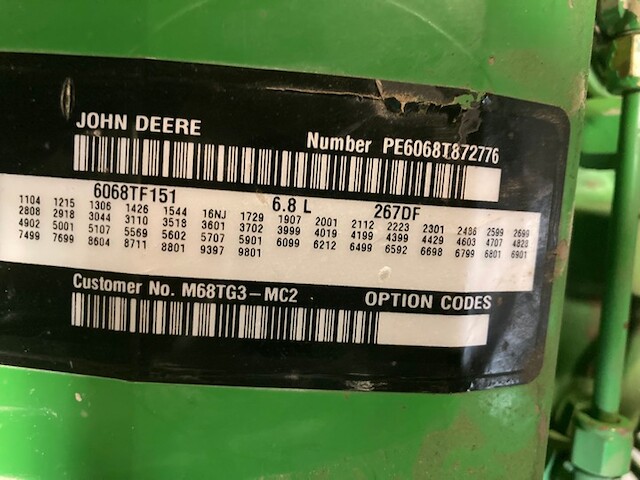 JOHN DEERE Number PE6068T872776
6068TF151 6.8 L 267DF
1104 1215 1306 1426 1544 16NJ 1729 1907 2001 2112 2223 2301 2486 2599 2699
2808 2918 3044 3110 3518 3601 3702 3999 4019 4199 4399 4429 4603 4707 4828
4902 5001 5107 5569 5602 5707 5901 6099 6212 6499 6592 6698 6799 6801 6901
7499 7699 8604 8711 8801 9397 9801
Customer No. M68TG3-MC2 OPTION CODES